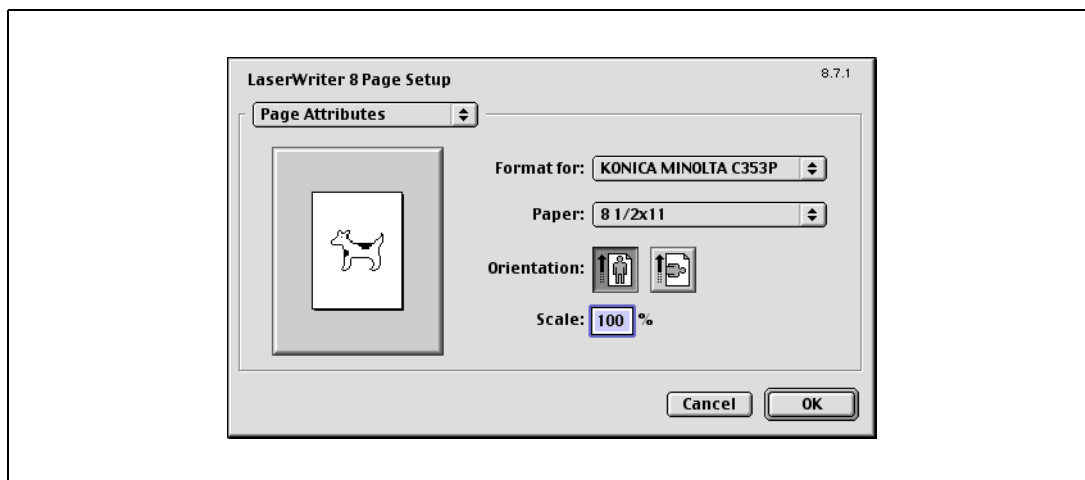 LaserWriter 8 Page Setup
8.7.1
Page Attributes
Format for: KONICA MINOLTA C353P
Paper: 8 1/2x11
Orientation:
Scale: 100 %
Cancel OK